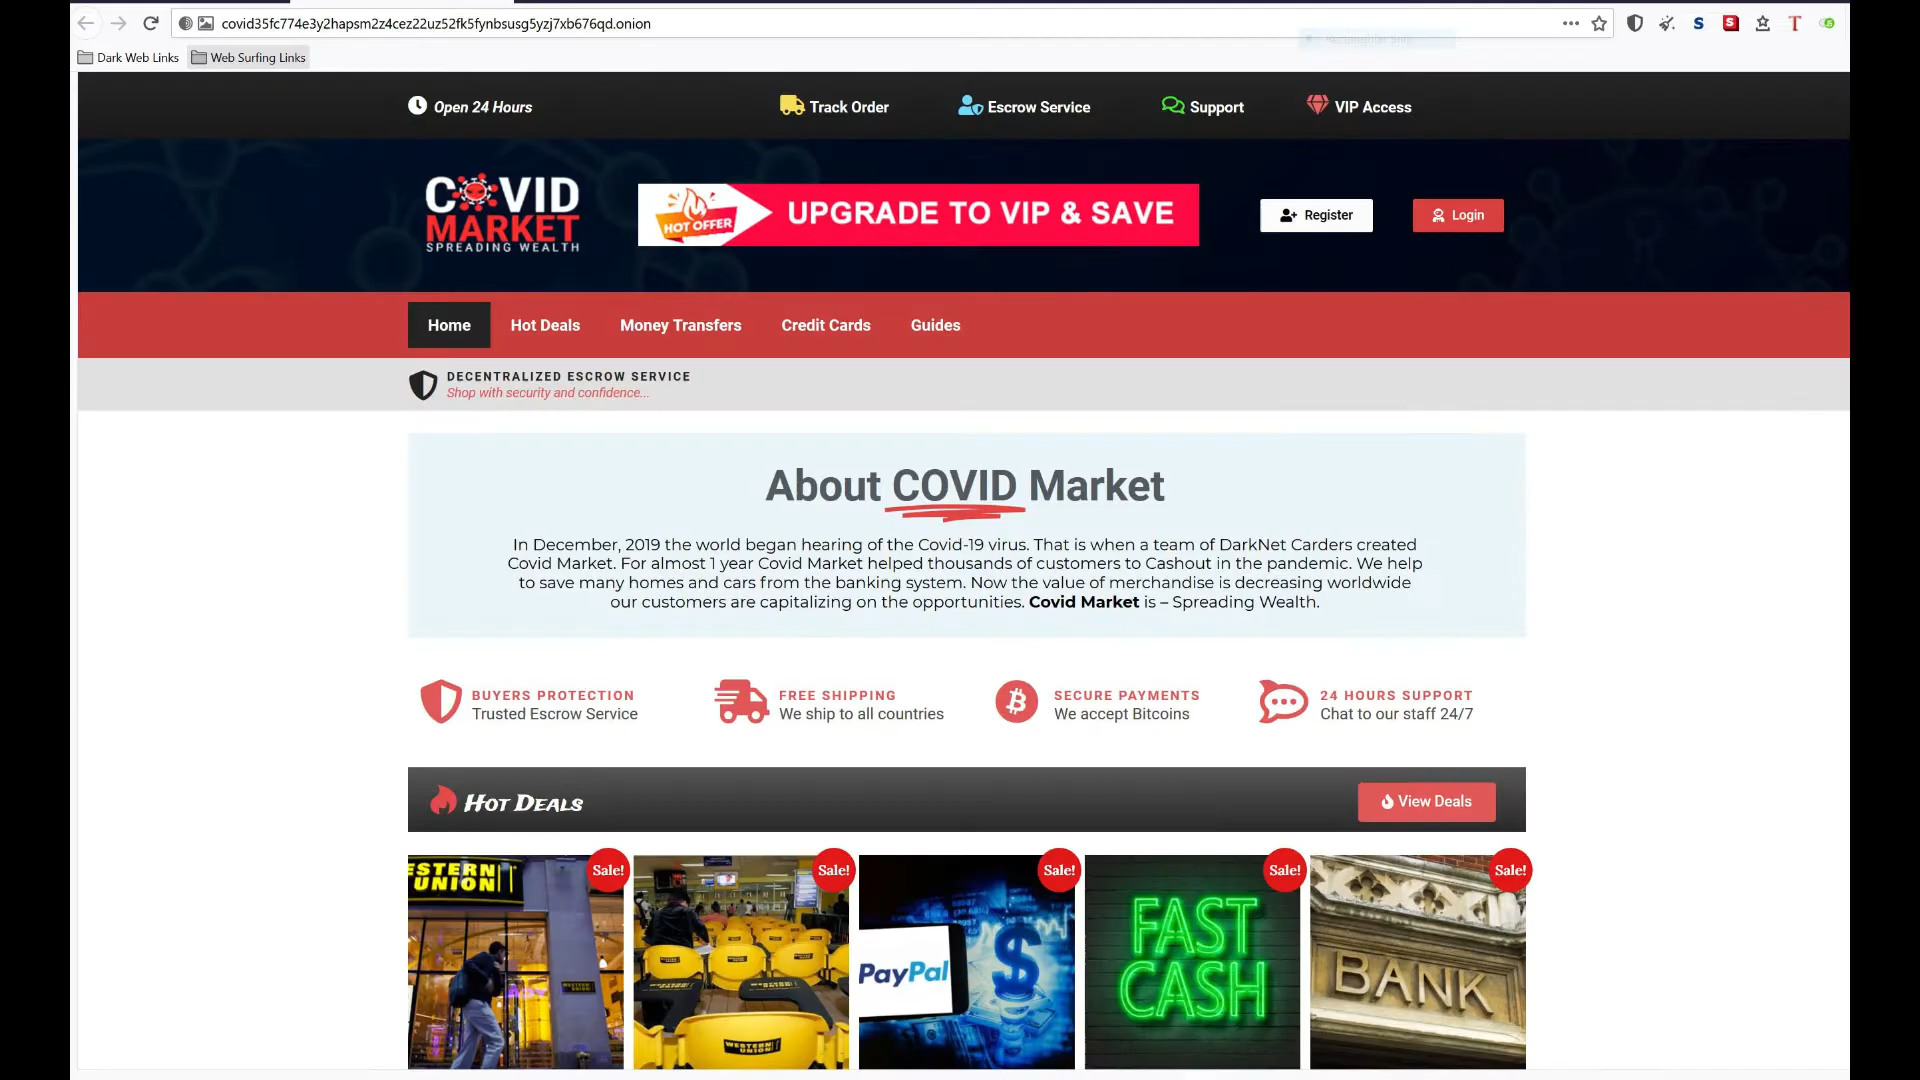 covid35fc774e3y2hapsm2z4cez22uz52fk5fynbsusg5yzj7xb676qd.onion
Dark Web Links Web Surfing Links
Open 24 Hours Track Order Escrow Service Support VIP Access
COVID
MARKET
SPREADING WEALTH
HOT OFFER UPGRADE TO VIP & SAVE
Register Login
Home Hot Deals Money Transfers Credit Cards Guides
DECENTRALIZED ESCROW SERVICE
Shop with security and confidence...
About COVID Market
In December, 2019 the world began hearing of the Covid-19 virus. That is when a team of DarkNet Carders created
Covid Market. For almost 1 year Covid Market helped thousands of customers to Cashout in the pandemic. We help
to save many homes and cars from the banking system. Now the value of merchandise is decreasing worldwide
our customers are capitalizing on the opportunities. Covid Market is – Spreading Wealth.
BUYERS PROTECTION
Trusted Escrow Service
FREE SHIPPING
We ship to all countries
SECURE PAYMENTS
We accept Bitcoins
24 HOURS SUPPORT
Chat to our staff 24/7
HOT DEALS View Deals
Sale! Sale! Sale! Sale! Sale!
ESTERN
UNION
WESTERN
UNION
PayPal
$
FAST
CASH
BANK